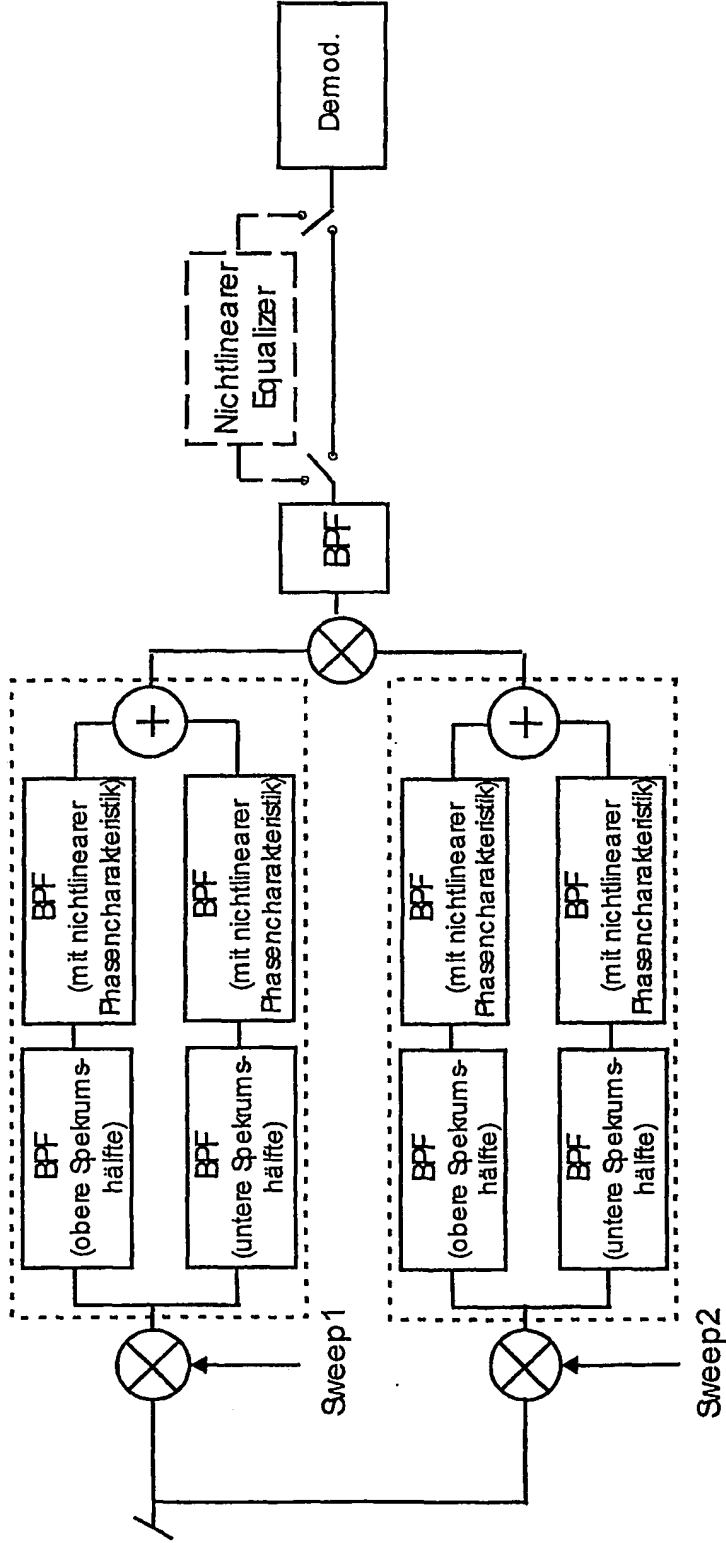 Sweep1
BPF
(obere Spekrums-
hälfte)
BPF
(mit nichtlinearer
Phasencharakteristik)
BPF
(untere Spekrums-
hälfte)
BPF
(mit nichtlinearer
Phasencharakteristik)
+
Sweep2
BPF
(obere Spekrums-
hälfte)
BPF
(mit nichtlinearer
Phasencharakteristik)
BPF
(untere Spekrums-
hälfte)
BPF
(mit nichtlinearer
Phasencharakteristik)
+
BPF
Nichtlinearer
Equalizer
Demod.